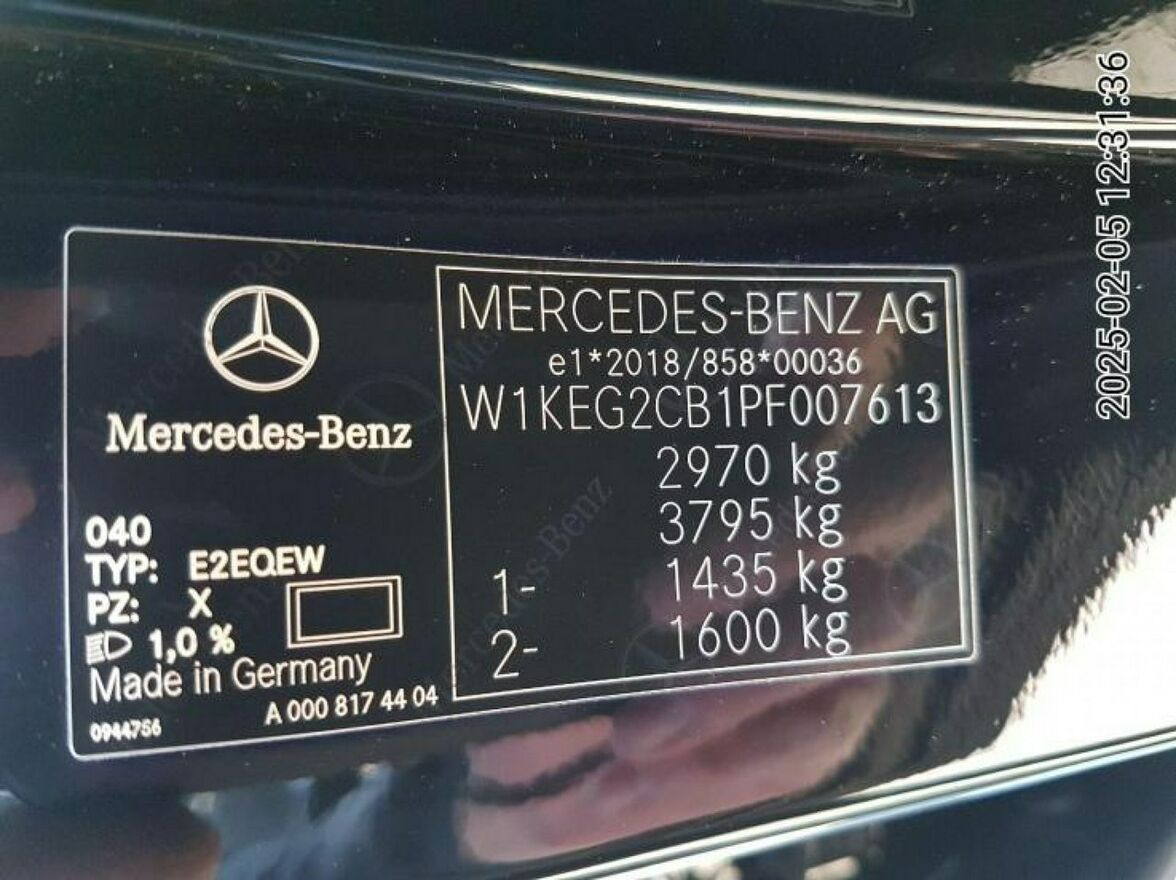 Mercedes-Benz
040
TYP: E2EQEW
PZ: X
1,0 %
Made in Germany
A 000 817 44 04
0944756
MERCEDES-BENZ AG
e1*2018/858*00036
W1KEG2CB1PF007613
2970 kg
3795 kg
1- 1435 kg
2- 1600 kg
2025-02-05 12:31:36